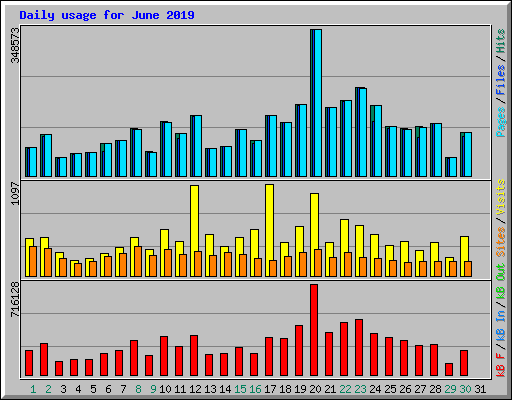 Daily usage for June 2019
348573
Pages / Files / Hits
1097
Sites / Visits
716128
kB F / kB In / kB Out
1 2 3 4 5 6 7 8 9 10 11 12 13 14 15 16 17 18 19 20 21 22 23 24 25 26 27 28 29 30 31